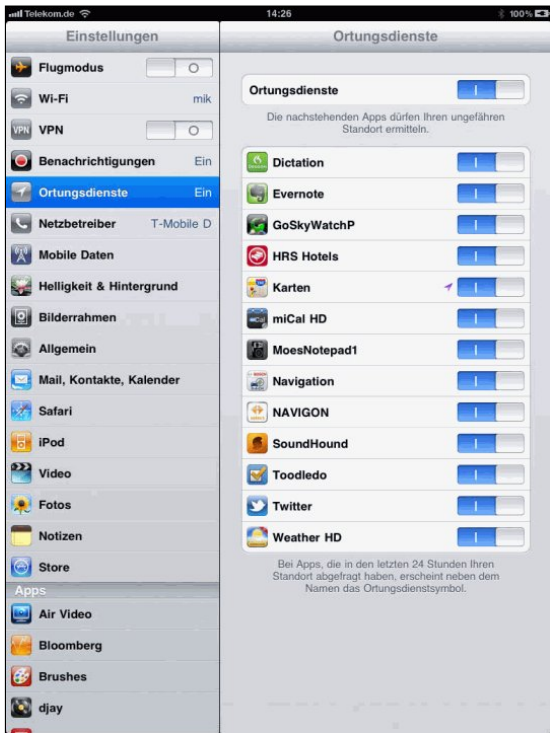 Telekom.de 14:26 100%
Einstellungen
Flugmodus
Wi-Fi mik
VPN VPN
Benachrichtigungen Ein
Ortungsdienste Ein
Netzbetreiber T-Mobile D
Mobile Daten
Helligkeit & Hintergrund
Bilderrahmen
Allgemein
Mail, Kontakte, Kalender
Safari
iPod
Video
Fotos
Notizen
Store
Apps
Air Video
Bloomberg
Brushes
djay
Ortungsdienste
Ortungsdienste
Die nachstehenden Apps dürfen Ihren ungefähren
Standort ermitteln.
Dictation
Evernote
GoSkyWatchP
HRS Hotels
Karten
miCal HD
MoesNotepad1
Navigation
NAVIGON
SoundHound
Toodledo
Twitter
Weather HD
Bei Apps, die in den letzten 24 Stunden Ihren
Standort abgefragt haben, erscheint neben dem
Namen das Ortungsdienstsymbol.